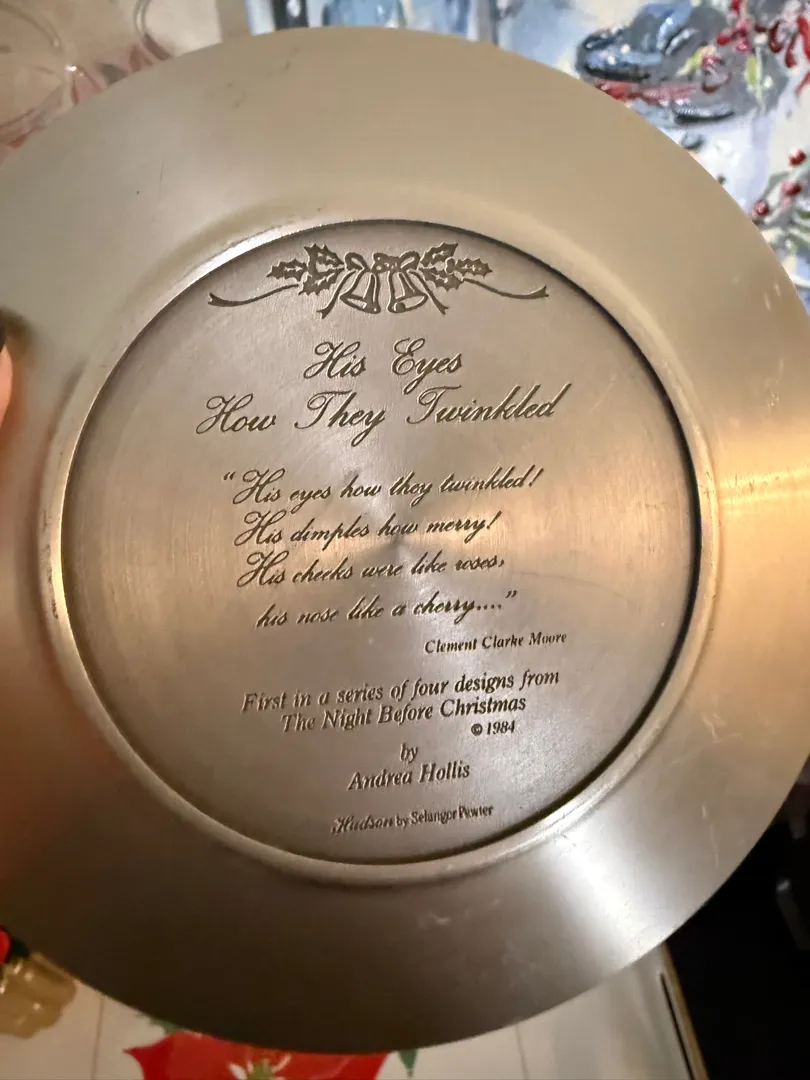 His Eyes
How They Twinkled
"His eyes how they twinkled!
His dimples how merry!
His cheeks were like roses,
his nose like a cherry...."
Clement Clarke Moore
First in a series of four designs from
The Night Before Christmas
© 1984
by
Andrea Hollis
Hudson by Selangor Pewter